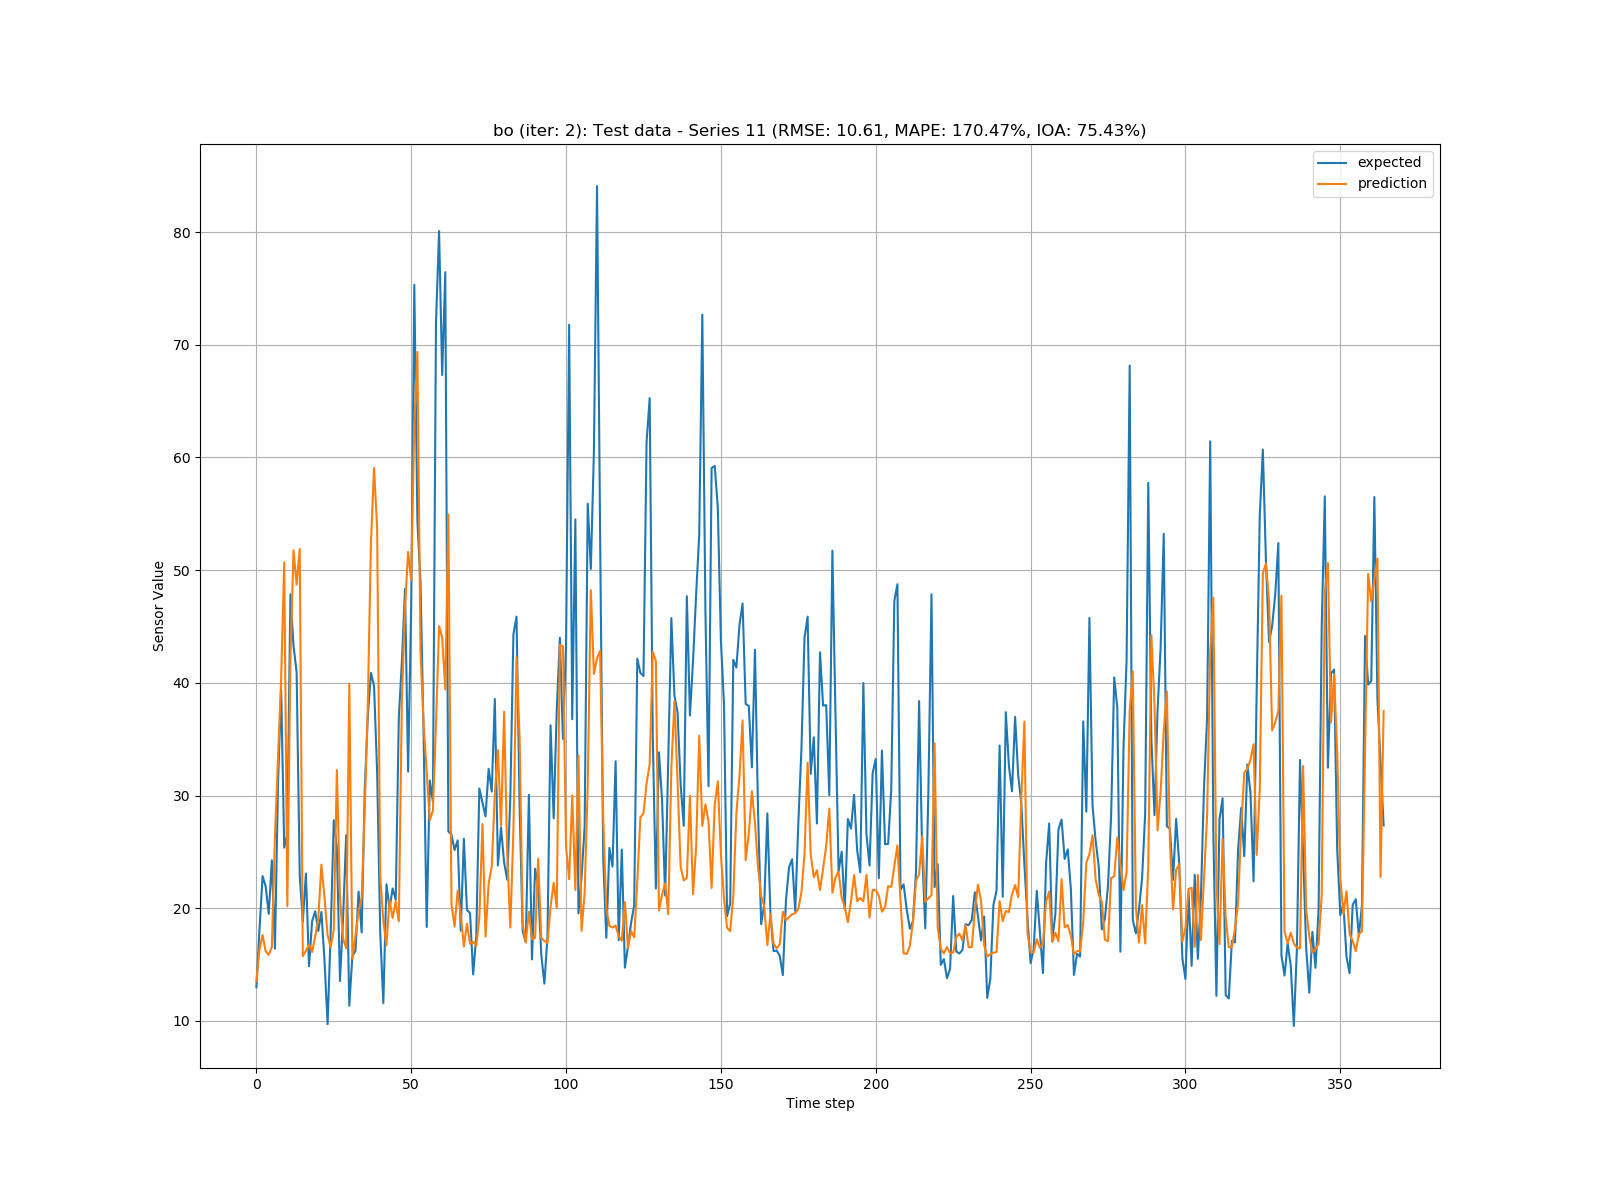 bo (iter: 2): Test data - Series 11 (RMSE: 10.61, MAPE: 170.47%, IOA: 75.43%)
expected
prediction
80
70
60
50
40
30
20
10
Sensor Value
0 50 100 150 200 250 300 350
Time step